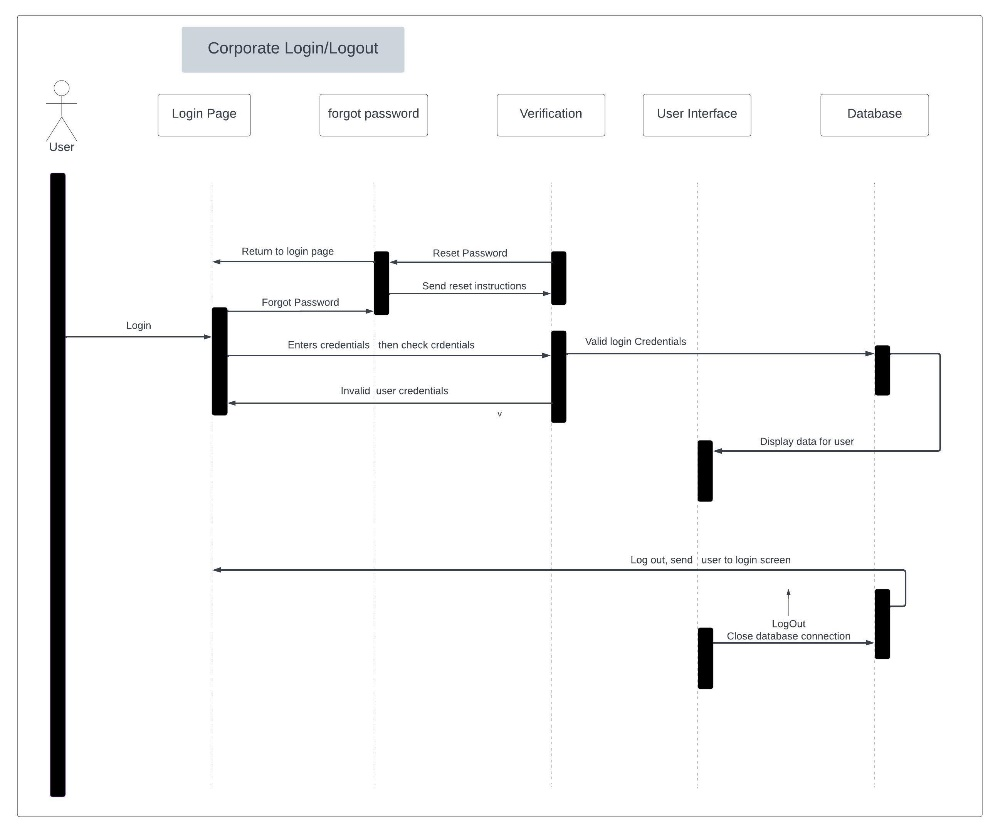 Corporate Login/Logout
User
Login Page
forgot password
Verification
User Interface
Database
Return to login page
Reset Password
Send reset instructions
Forgot Password
Login
Enters credentials then check crdentials
Valid login Credentials
Invalid user credentials
v
Display data for user
Log out, send user to login screen
LogOut
Close database connection